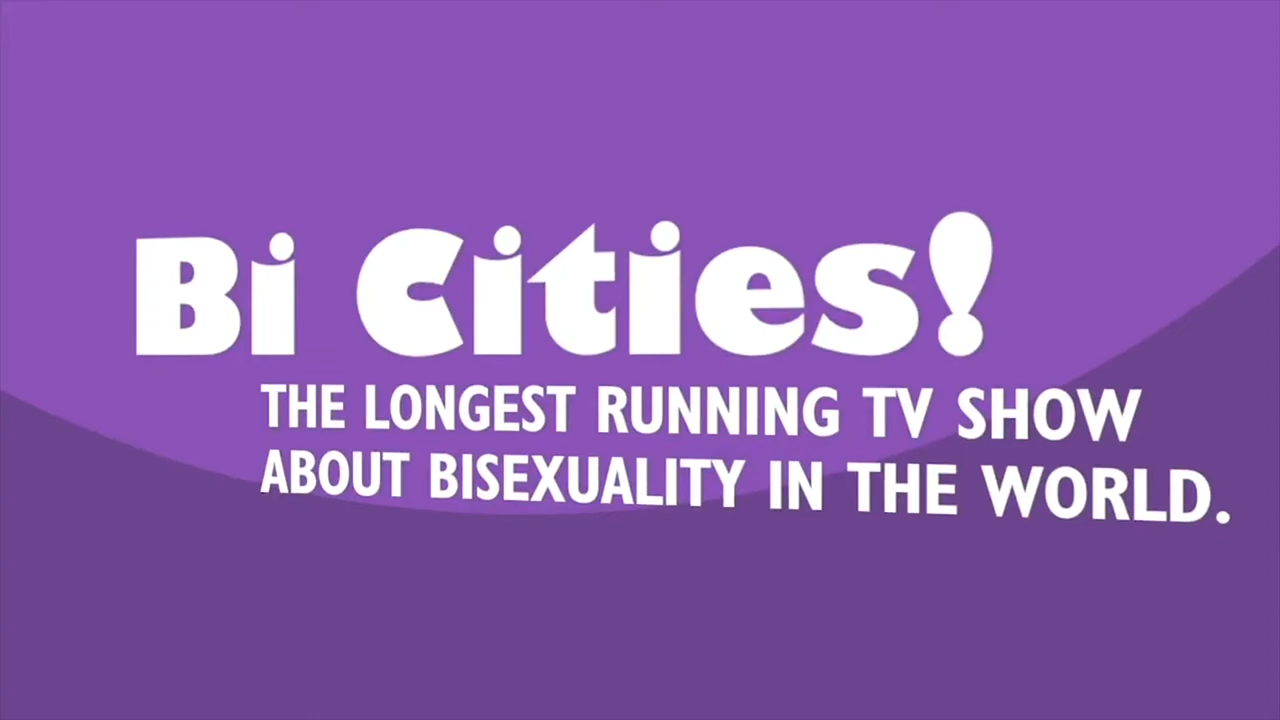 Bi Cities!
THE LONGEST RUNNING TV SHOW
ABOUT BISEXUALITY IN THE WORLD.